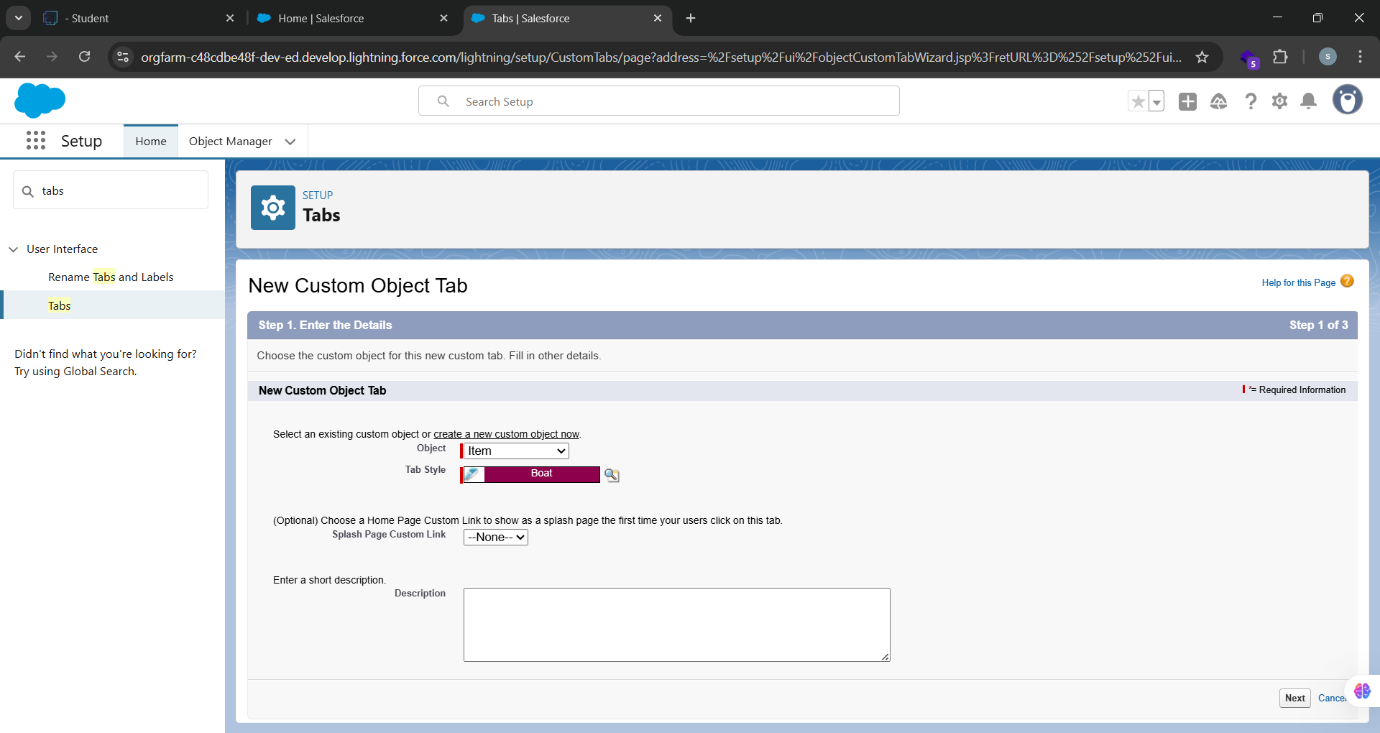 - Student
Home | Salesforce
Tabs | Salesforce
orgfarm-c48cdbe48f-dev-ed.develop.lightning.force.com/lightning/setup/CustomTabs/page?address=%2Fsetup%2Fui%2FobjectCustomTabWizard.jsp%3FretURL%3D%252Fsetup%252Fui...
5
S
Search Setup
Setup
Home
Object Manager
tabs
User Interface
Rename Tabs and Labels
Tabs
Didn't find what you're looking for?
Try using Global Search.
SETUP
Tabs
New Custom Object Tab
Help for this Page ?
Step 1. Enter the Details
Step 1 of 3
Choose the custom object for this new custom tab. Fill in other details.
New Custom Object Tab
*= Required Information
Select an existing custom object or create a new custom object now.
Object
Item
Tab Style
Boat
(Optional) Choose a Home Page Custom Link to show as a splash page the first time your users click on this tab.
Splash Page Custom Link
--None--
Enter a short description.
Description
Next
Cancel